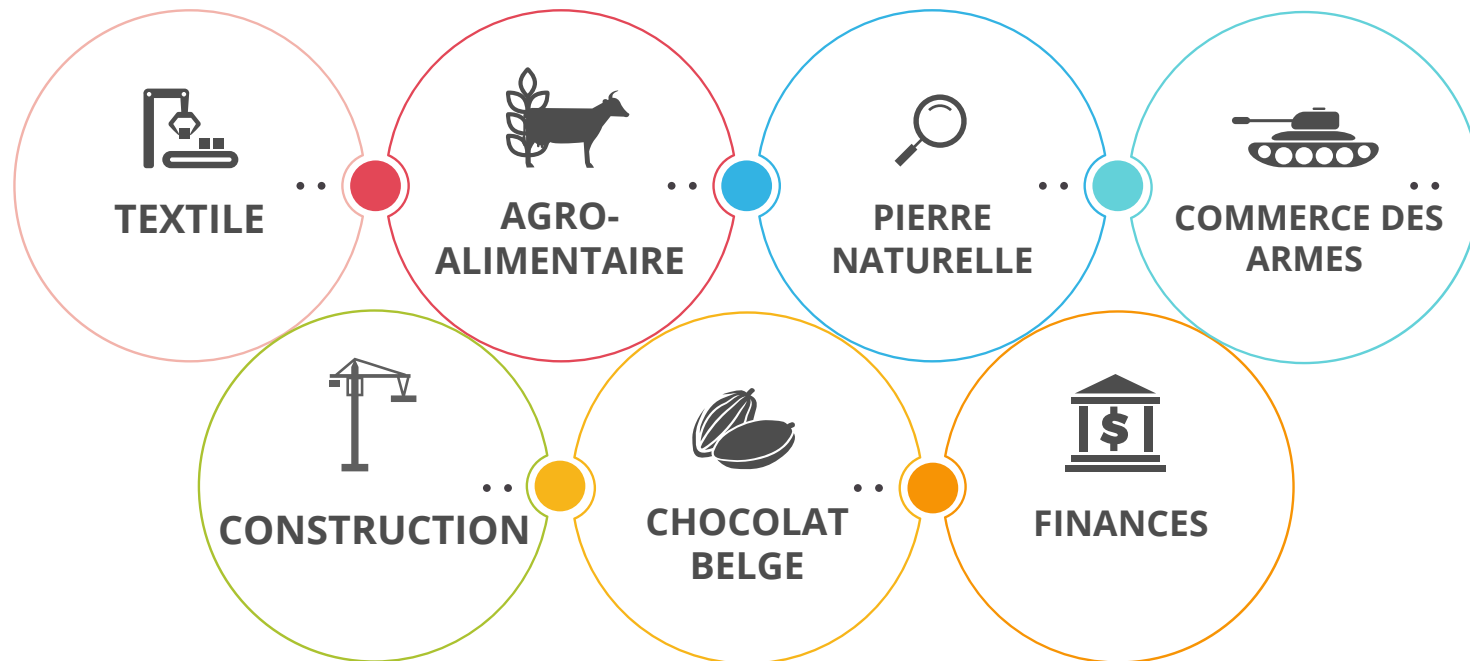 TEXTILE
AGRO-
ALIMENTAIRE
PIERRE
NATURELLE
COMMERCE DES
ARMES
CONSTRUCTION
CHOCOLAT
BELGE
$
FINANCES